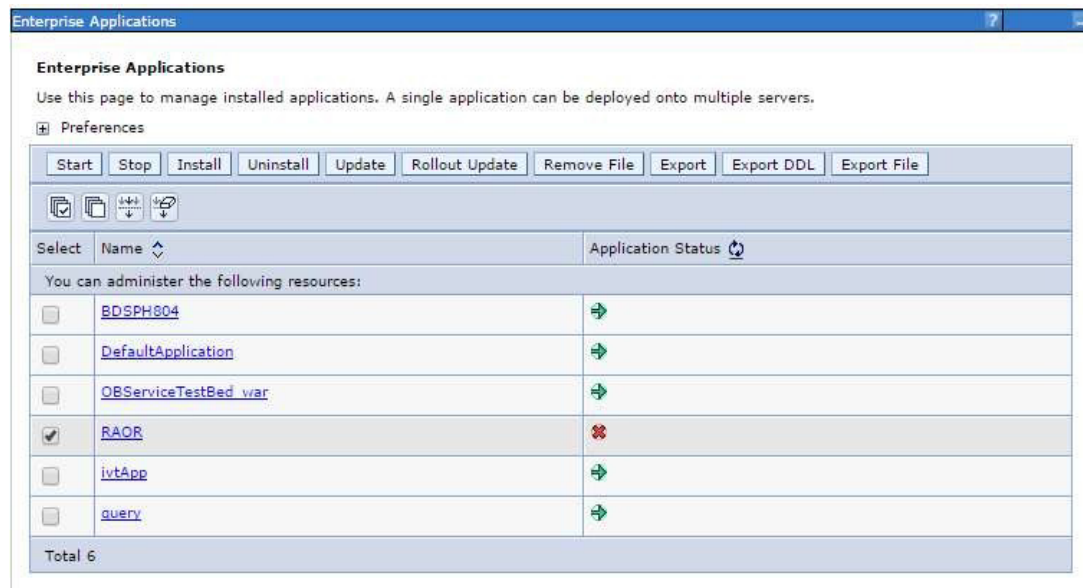 Enterprise Applications ?
Enterprise Applications
Use this page to manage installed applications. A single application can be deployed onto multiple servers.
Preferences
Start Stop Install Uninstall Update Rollout Update Remove File Export Export DDL Export File
Select Name Application Status
You can administer the following resources:
BDSPH804
DefaultApplication
OBServiceTestBed_war
RAOR
ivtApp
query
Total 6